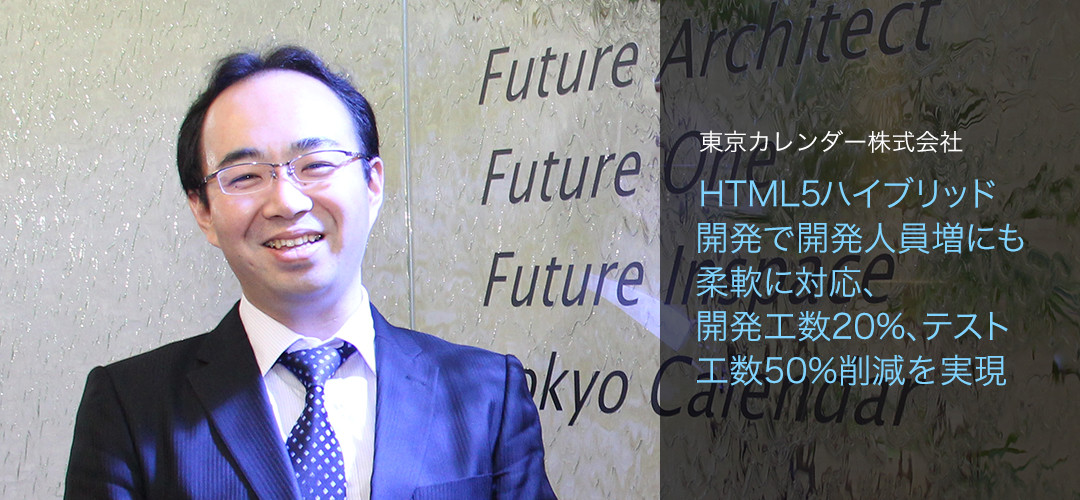 Future Architect
Future One
Future Inspace
Tokyo Calendar
東京カレンダー株式会社
HTML5ハイブリッド
開発で開発人員増にも
柔軟に対応、
開発工数20%、テスト
工数50%削減を実現